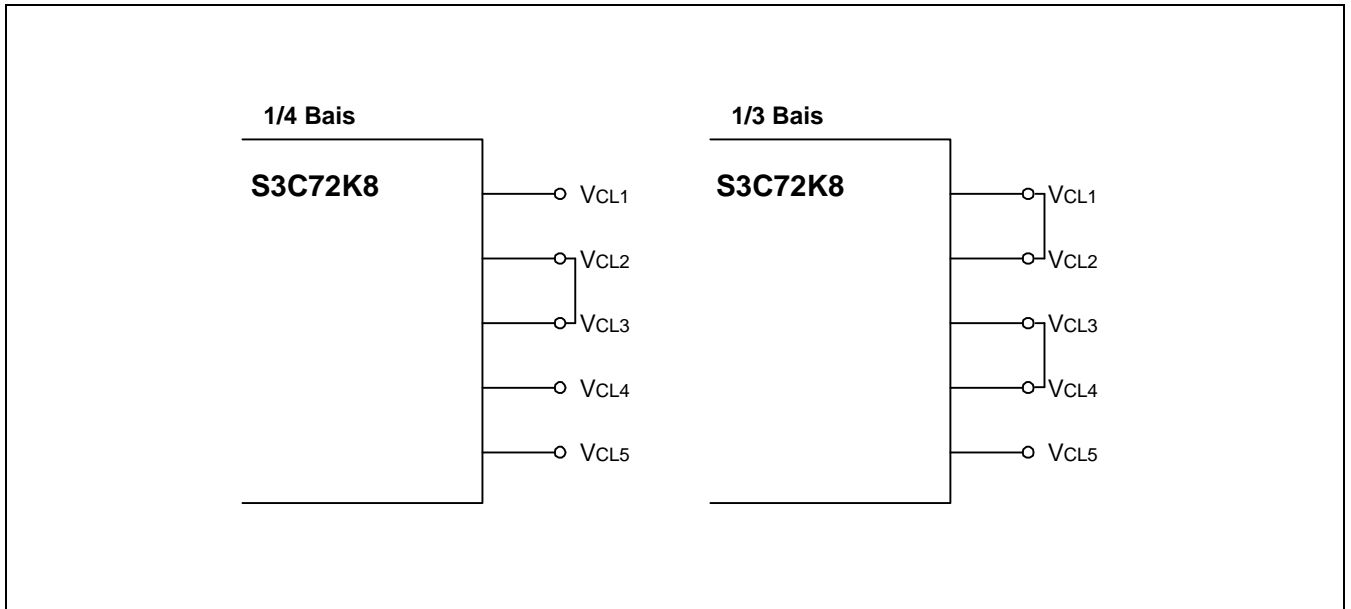 1/4 Bais
S3C72K8
VCL1
VCL2
VCL3
VCL4
VCL5
1/3 Bais
S3C72K8
VCL1
VCL2
VCL3
VCL4
VCL5